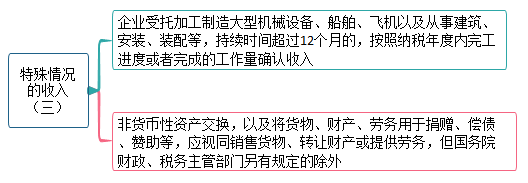 特殊情况
的收入
（三）
企业受托加工制造大型机械设备、船舶、飞机以及从事建筑、
安装、装配等，持续时间超过12个月的，按照纳税年度内完工
进度或者完成的工作量确认收入
非货币性资产交换，以及将货物、财产、劳务用于捐赠、偿债
、赞助等，应视同销售货物、转让财产或提供劳务，但国务院
财政、税务主管部门另有规定的除外